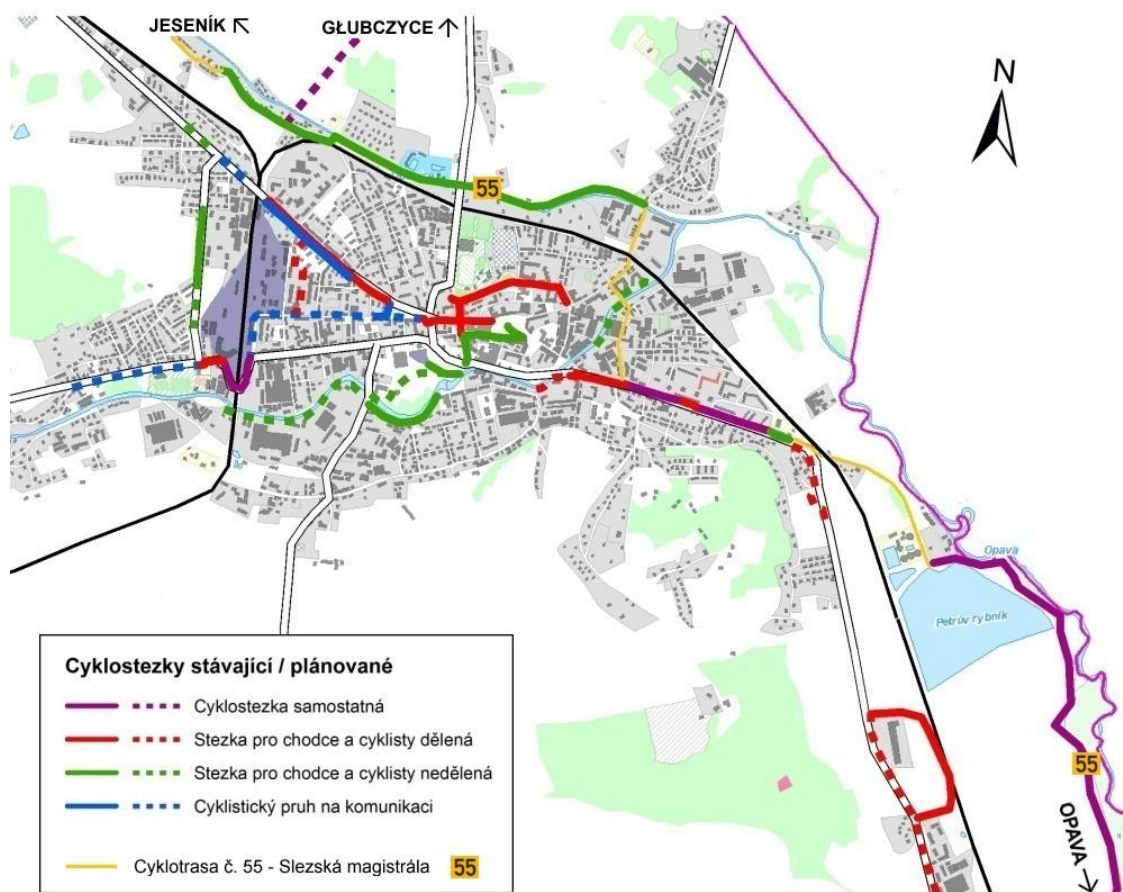 JESENÍK ↖
GŁUBCZYCE ↑
N
55
Opava
Petrův rybník
55
OPAVA →
Cyklostezky stávající / plánované
Cyklostezka samostatná
Stezka pro chodce a cyklisty dělená
Stezka pro chodce a cyklisty nedělená
Cyklistický pruh na komunikaci
Cyklotrasa č. 55 - Slezská magistrála 55